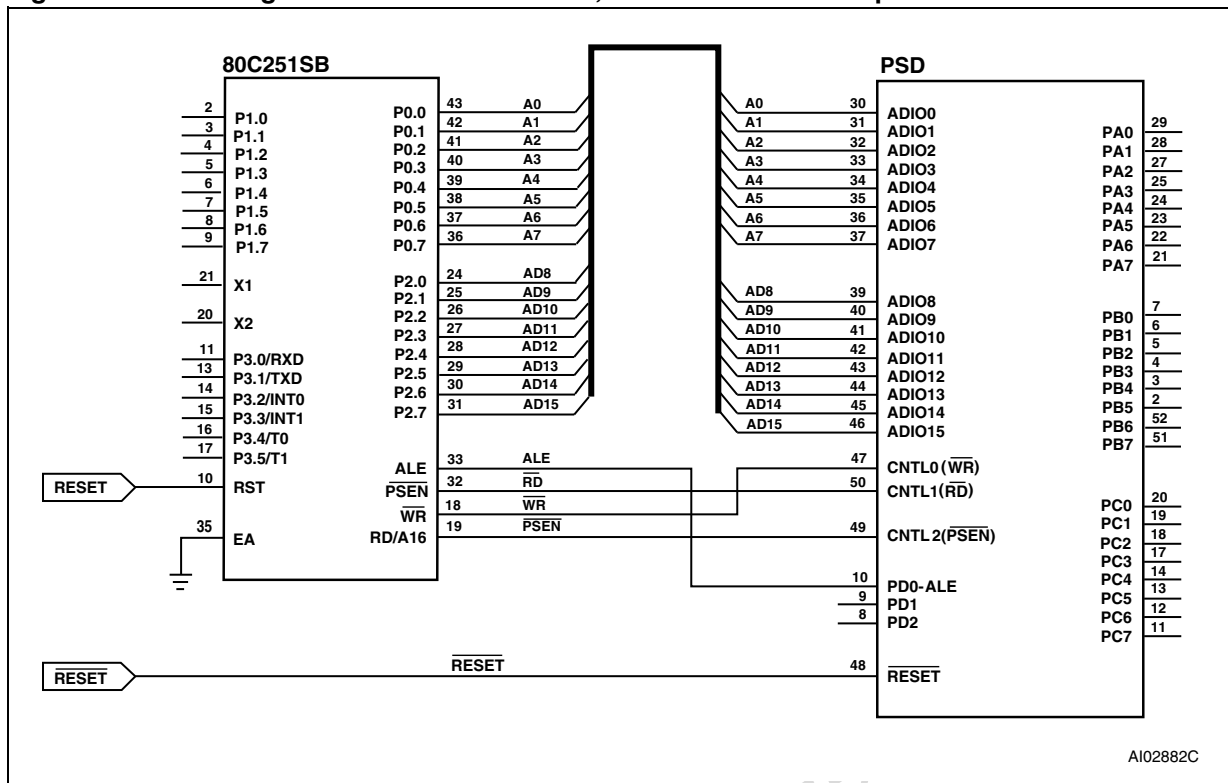 80C251SB
2 P1.0
3 P1.1
4 P1.2
5 P1.3
6 P1.4
7 P1.5
8 P1.6
9 P1.7
21 X1
20 X2
11 P3.0/RXD
13 P3.1/TXD
14 P3.2/INT0
15 P3.3/INT1
16 P3.4/T0
17 P3.5/T1
RESET 10 RST
35 EA
P0.0 43 A0
P0.1 42 A1
P0.2 41 A2
P0.3 40 A3
P0.4 39 A4
P0.5 38 A5
P0.6 37 A6
P0.7 36 A7
P2.0 24 AD8
P2.1 25 AD9
P2.2 26 AD10
P2.3 27 AD11
P2.4 28 AD12
P2.5 29 AD13
P2.6 30 AD14
P2.7 31 AD15
ALE 33 ALE
PSEN 32 RD
WR 18 WR
RD/A16 19 PSEN
PSD
A0 30 ADIO0
A1 31 ADIO1
A2 32 ADIO2
A3 33 ADIO3
A4 34 ADIO4
A5 35 ADIO5
A6 36 ADIO6
A7 37 ADIO7
AD8 39 ADIO8
AD9 40 ADIO9
AD10 41 ADIO10
AD11 42 ADIO11
AD12 43 ADIO12
AD13 44 ADIO13
AD14 45 ADIO14
AD15 46 ADIO15
47 CNTL0(WR)
50 CNTL1(RD)
49 CNTL 2(PSEN)
10 PD0-ALE
9 PD1
8 PD2
RESET RESET 48 RESET
PA0 29
PA1 28
PA2 27
PA3 25
PA4 24
PA5 23
PA6 22
PA7 21
PB0 7
PB1 6
PB2 5
PB3 4
PB4 3
PB5 2
PB6 52
PB7 51
PC0 20
PC1 19
PC2 18
PC3 17
PC4 14
PC5 13
PC6 12
PC7 11
AI02882C